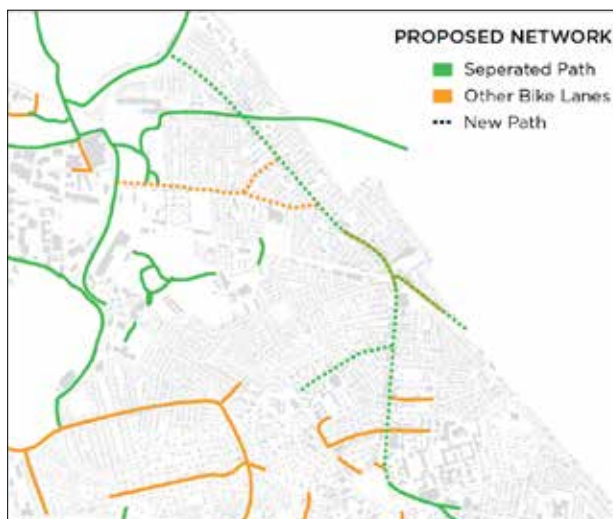 PROPOSED NETWORK
Seperated Path
Other Bike Lanes
New Path